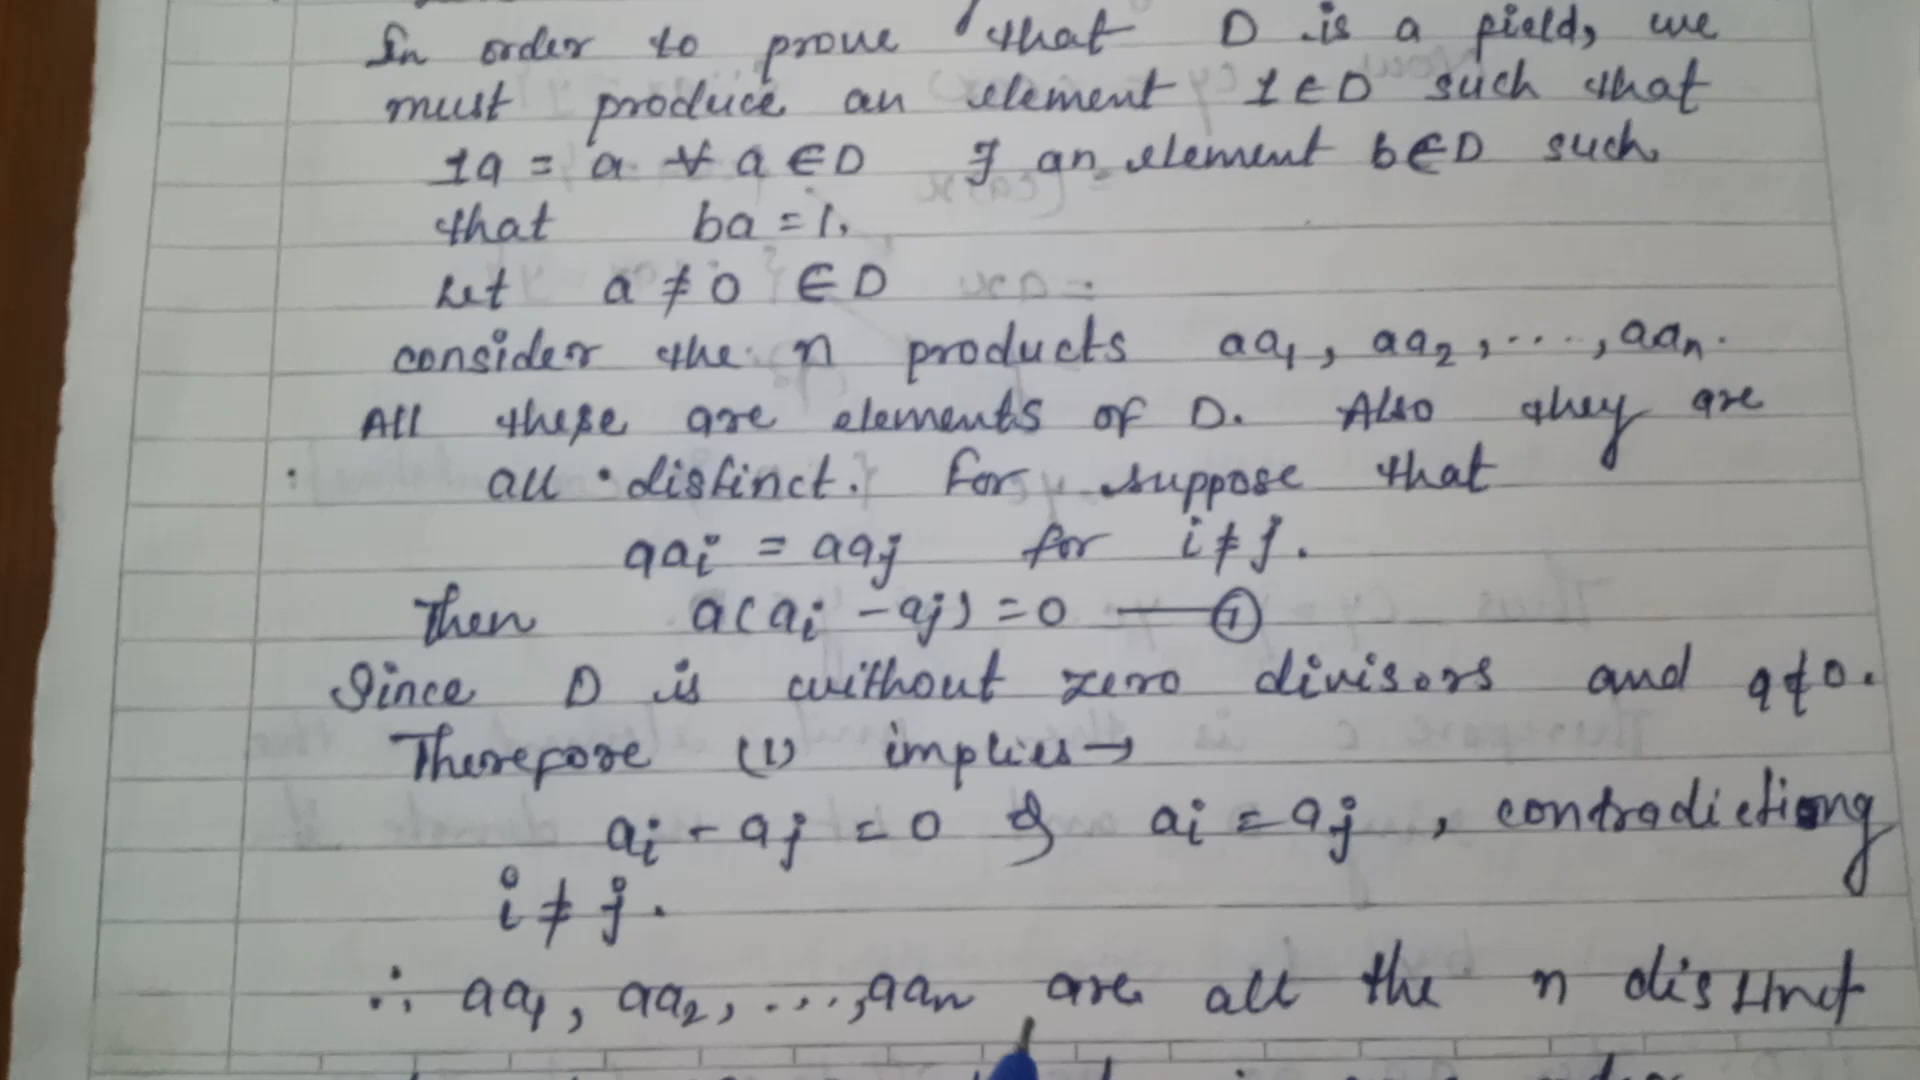 In order to prove that D is a field, we
must produce an element 1 ∈ D such that
1a = a ∀ a ∈ D ∃ an element b ∈ D such
that ba = 1.
Let a ≠ 0 ∈ D
consider the n products aa₁, aa₂, ...., aaₙ.
All these are elements of D. Also they are
all distinct. For suppose that
aaᵢ = aaⱼ for i ≠ j.
Then a(aᵢ - aⱼ) = 0 —— ①
Since D is without zero divisors and a ≠ 0.
Therefore (1) implies →
aᵢ - aⱼ = 0 & aᵢ = aⱼ, contradictiong
i ≠ j.
∴ aa₁, aa₂, ...., aaₙ are all the n distinct